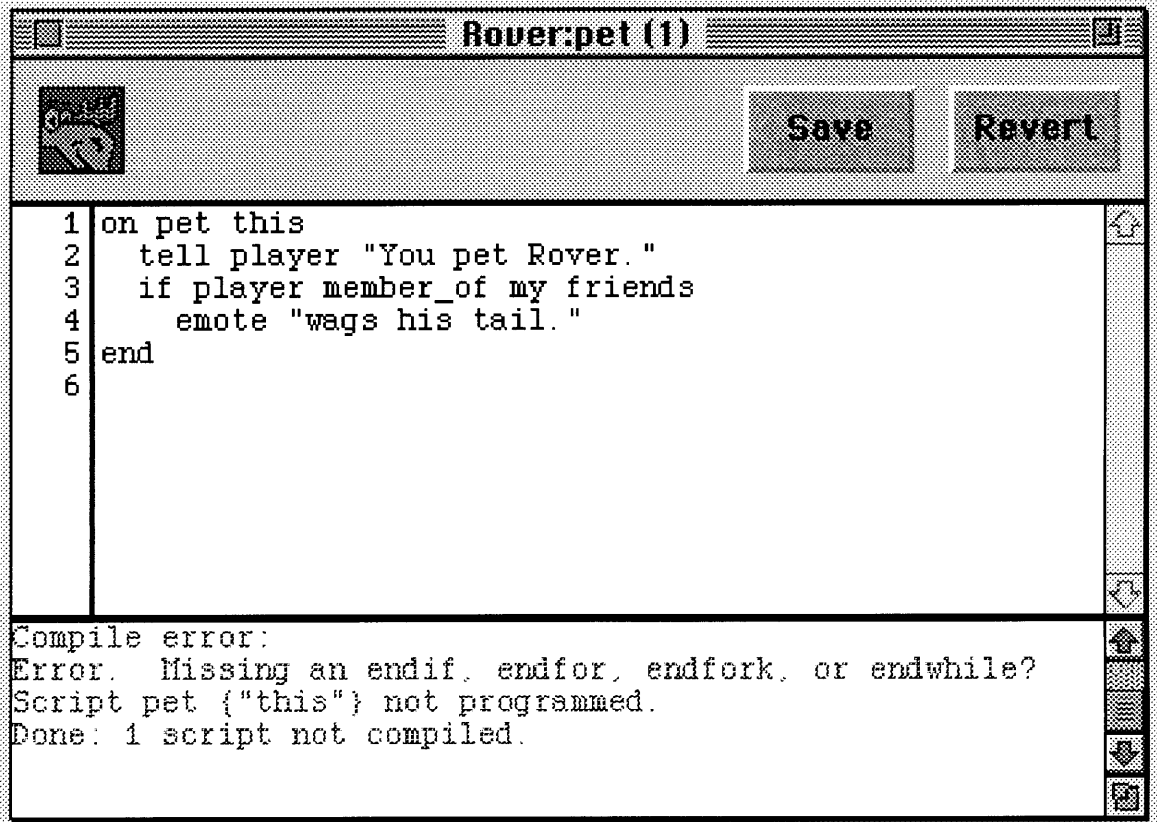 Rover:pet (1)
Save Revert
1 on pet this
2   tell player "You pet Rover."
3   if player member_of my friends
4     emote "wags his tail."
5 end
6
Compile error:
Error.  Missing an endif, endfor, endfork, or endwhile?
Script pet {"this"} not programmed.
Done: 1 script not compiled.